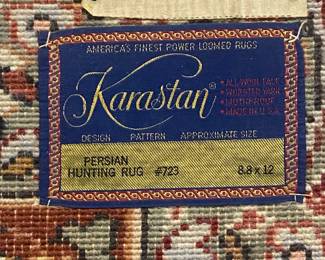 AMERICA'S FINEST POWER LOOMED RUGS
Karastan®
• ALL WOOL FACE
• WORSTED YARN
• MOTHPROOF
• MADE IN U.S.A.
DESIGN PATTERN APPROXIMATE SIZE
PERSIAN
HUNTING RUG #723 8.8 x 12